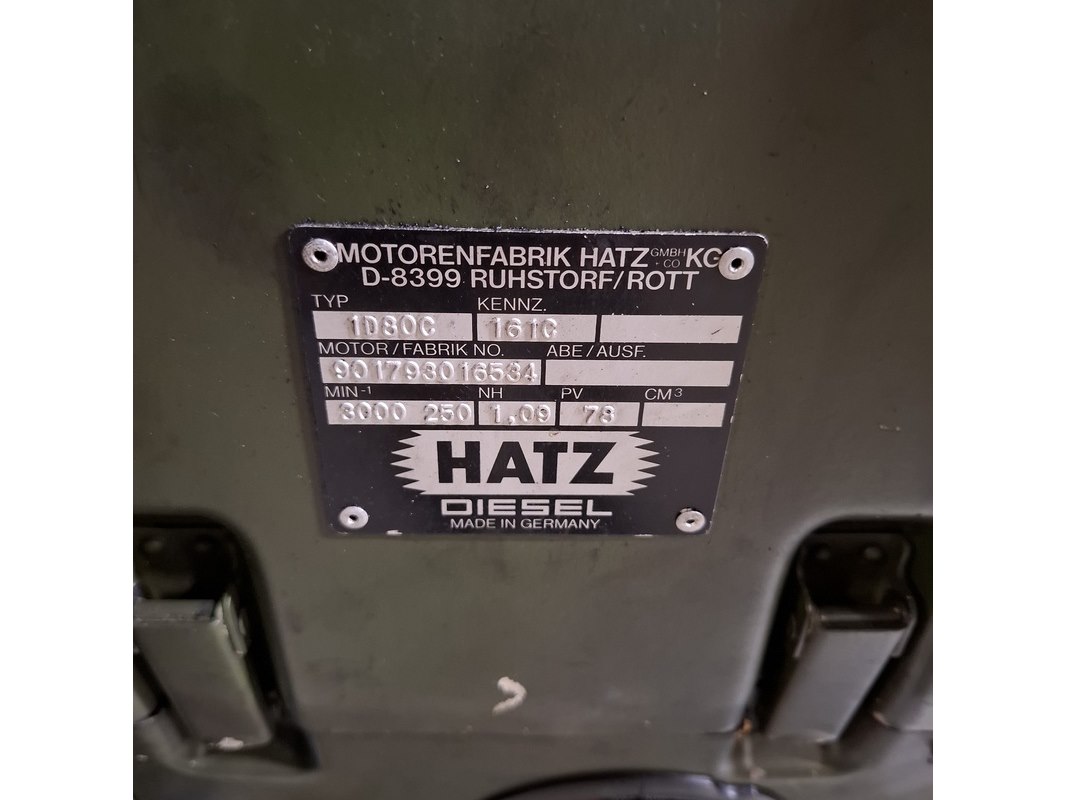 MOTORENFABRIK HATZ GMBH + CO KG
D-8399 RUHSTORF/ROTT
TYP KENNZ.
1D80C 161C
MOTOR/FABRIK NO. ABE/AUSF.
9017793016534
MIN-1 NH PV CM3
3000 250 1,09 78
HATZ
DIESEL
MADE IN GERMANY